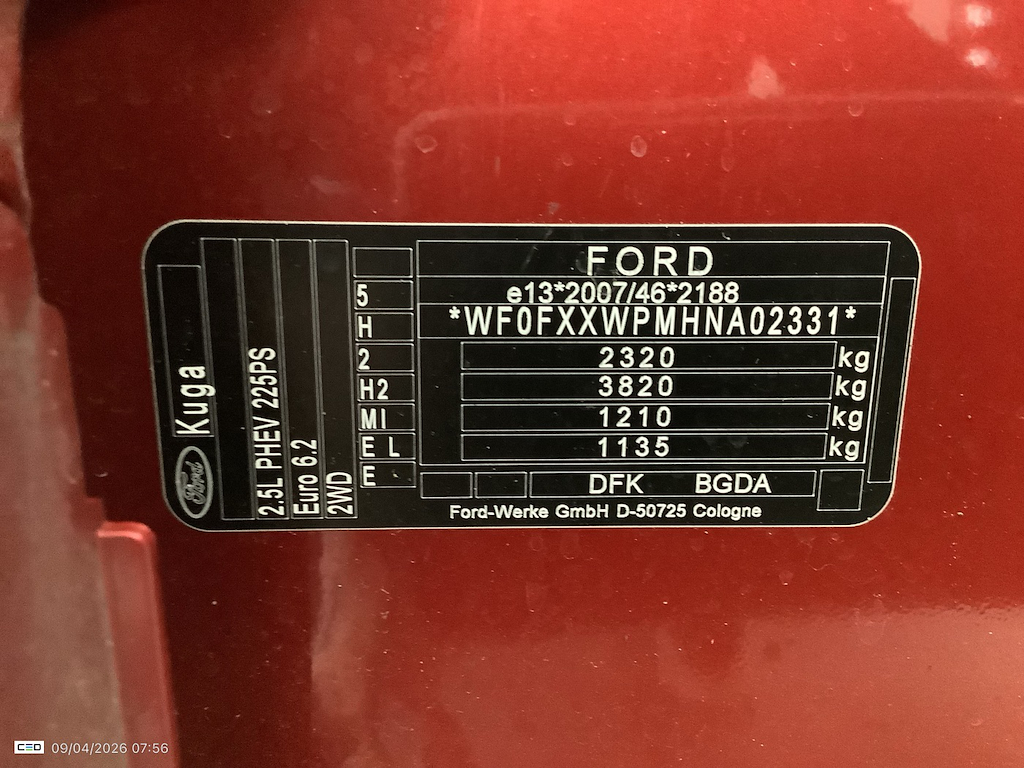 FORD
5
e13*2007/46*2188
H
*WF0FXXWPMHNA02331*
2
2320 kg
H2
3820 kg
MI
1210 kg
E L
1135 kg
E
DFK BGDA
Ford-Werke GmbH D-50725 Cologne
Kuga
Ford
2.5L PHEV 225PS
Euro 6.2
2WD
CEO 09/04/2026 07:56